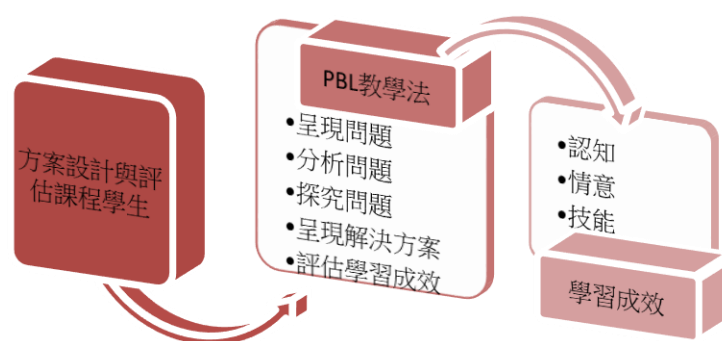 方案設計與評
估課程學生
PBL教學法
•呈現問題
•分析問題
•探究問題
•呈現解決方案
•評估學習成效
•認知
•情意
•技能
學習成效